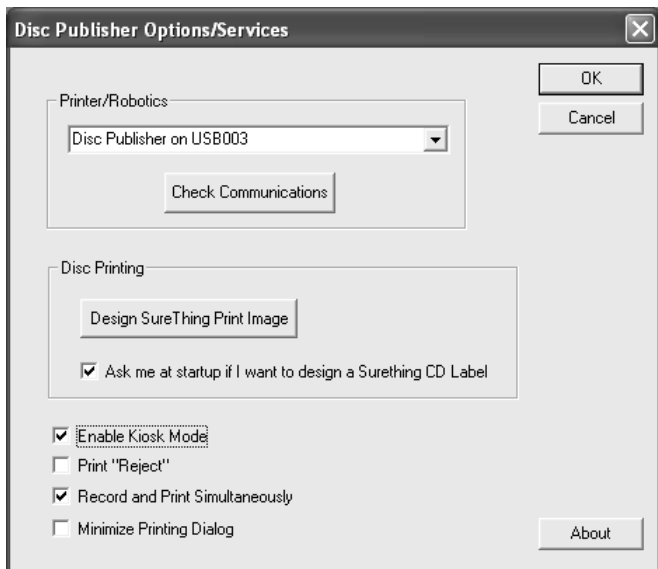 Disc Publisher Options/Services
OK
Printer/Robotics
Cancel
Disc Publisher on USB003
Check Communications
Disc Printing
Design SureThing Print Image
Ask me at startup if I want to design a Surething CD Label
Enable Kiosk Mode
Print "Reject"
Record and Print Simultaneously
Minimize Printing Dialog
About